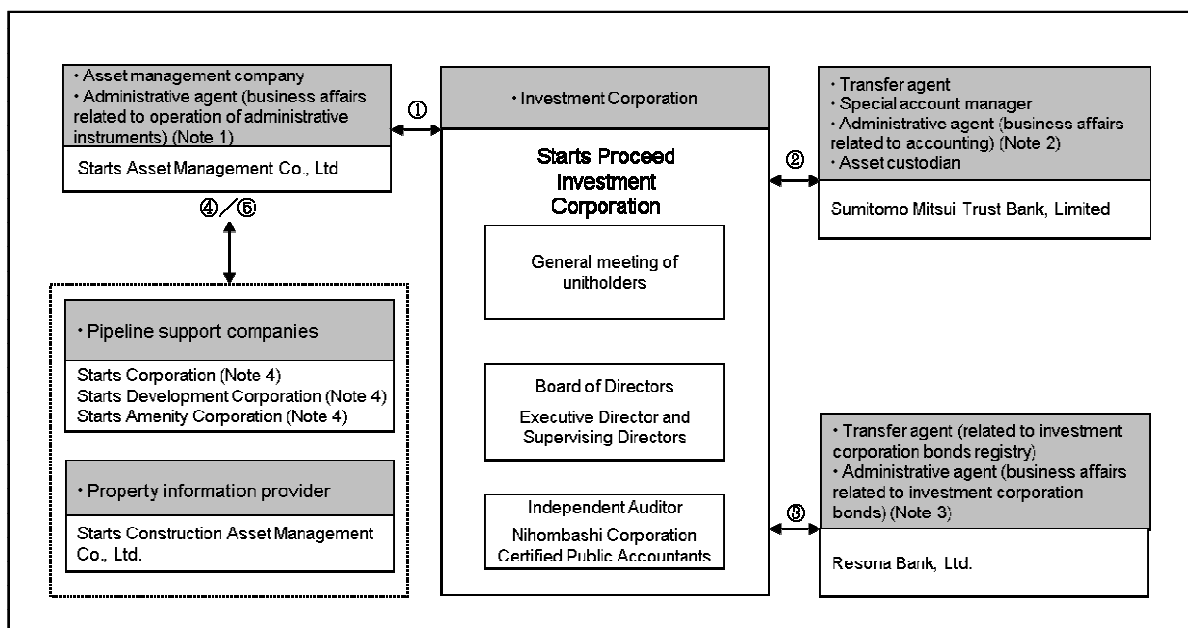 ・Asset management company
・Administrative agent (business affairs
related to operation of administrative
instruments) (Note 1)
Starts Asset Management Co., Ltd
①
④／⑤
・Pipeline support companies
Starts Corporation (Note 4)
Starts Development Corporation (Note 4)
Starts Amenity Corporation (Note 4)
・Property information provider
Starts Construction Asset Management
Co., Ltd.
・Investment Corporation
Starts Proceed
Investment
Corporation
General meeting of
unitholders
Board of Directors
Executive Director and
Supervising Directors
Independent Auditor
Nihombashi Corporation
Certified Public Accountants
②
・Transfer agent
・Special account manager
・Administrative agent (business affairs
related to accounting) (Note 2)
・Asset custodian
Sumitomo Mitsui Trust Bank, Limited
③
・Transfer agent (related to investment
corporation bonds registry)
・Administrative agent (business affairs
related to investment corporation
bonds) (Note 3)
Resona Bank, Ltd.